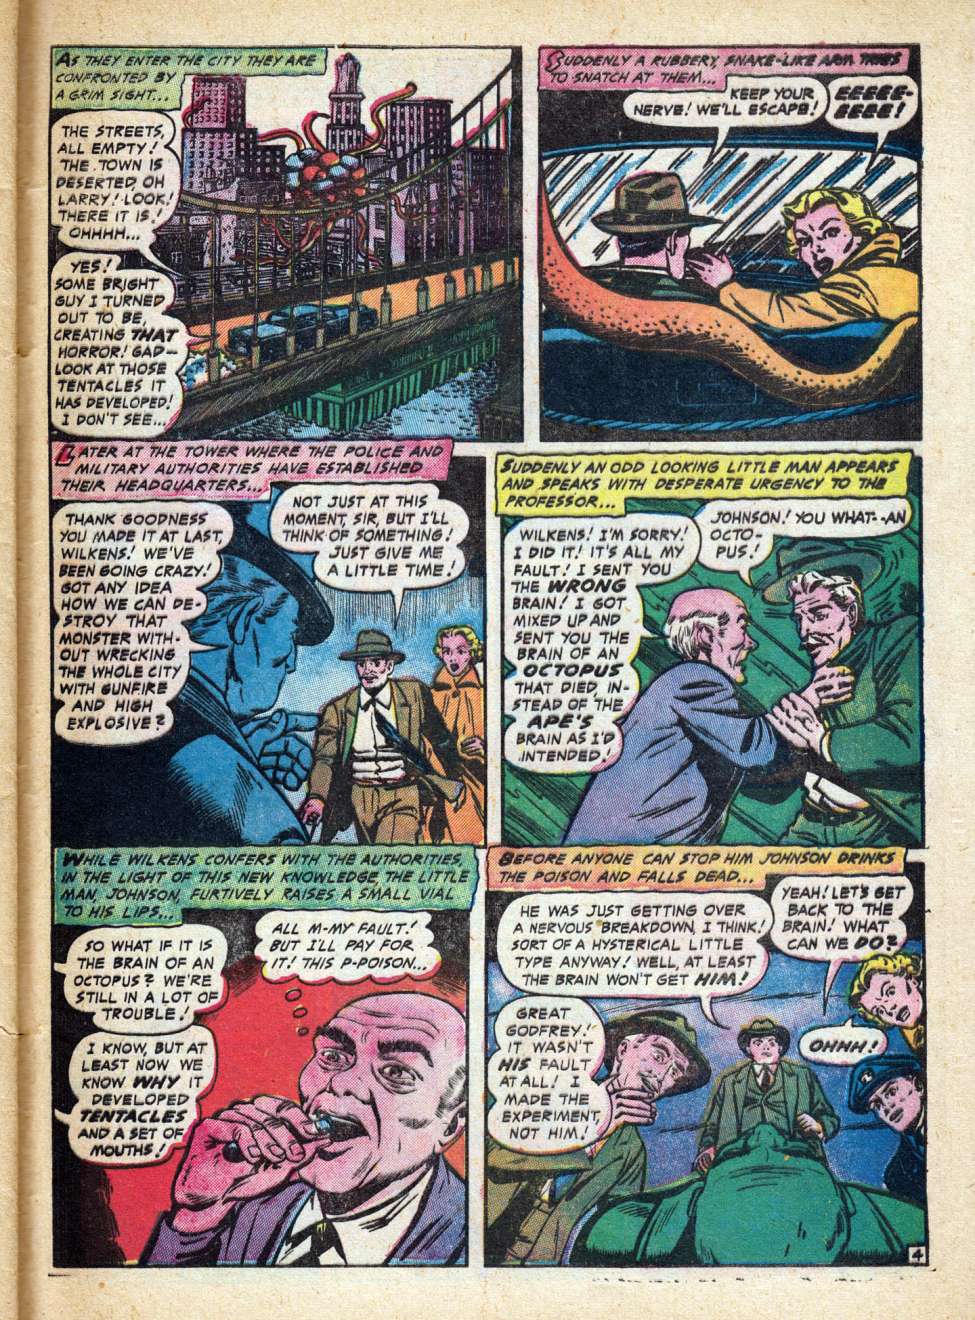 AS THEY ENTER THE CITY THEY ARE
CONFRONTED BY
A GRIM SIGHT...
THE STREETS,
ALL EMPTY!
THE TOWN IS
DESERTED, OH
LARRY! LOOK!
THERE IT IS!
OHHHH...
YES!
SOME BRIGHT
GUY I TURNED
OUT TO BE,
CREATING THAT
HORROR! GAD-
LOOK AT THOSE
TENTACLES IT
HAS DEVELOPED!
I DON'T SEE...
SUDDENLY A RUBBERY, SNAKE-LIKE ARM TRIES
TO SNATCH AT THEM...
KEEP YOUR
NERVE! WE'LL ESCAPE!
EEEEE-
EEEE!
LATER AT THE TOWER WHERE THE POLICE AND
MILITARY AUTHORITIES HAVE ESTABLISHED
THEIR HEADQUARTERS...
THANK GOODNESS
YOU MADE IT AT LAST,
WILKENS! WE'VE
BEEN GOING CRAZY!
GOT ANY IDEA
HOW WE CAN DE-
STROY THAT
MONSTER WITH-
OUT WRECKING
THE WHOLE CITY
WITH GUNFIRE
AND HIGH
EXPLOSIVE?
NOT JUST AT THIS
MOMENT, SIR, BUT I'LL
THINK OF SOMETHING!
JUST GIVE ME
A LITTLE TIME!
SUDDENLY AN ODD LOOKING LITTLE MAN APPEARS
AND SPEAKS WITH DESPERATE URGENCY TO THE
PROFESSOR...
WILKENS! I'M SORRY!
I DID IT! IT'S ALL MY
FAULT! I SENT YOU
THE WRONG
BRAIN! I GOT
MIXED UP AND
SENT YOU THE
BRAIN OF AN
OCTOPUS
THAT DIED, IN-
STEAD OF THE
APE'S
BRAIN AS I'D
INTENDED!
JOHNSON! YOU WHAT--AN
OCTO-
PUS!
WHILE WILKENS CONFERS WITH THE AUTHORITIES,
IN THE LIGHT OF THIS NEW KNOWLEDGE, THE LITTLE
MAN, JOHNSON, FURTIVELY RAISES A SMALL VIAL
TO HIS LIPS...
SO WHAT IF IT IS
THE BRAIN OF AN
OCTOPUS? WE'RE
STILL IN A LOT OF
TROUBLE!
I KNOW, BUT AT
LEAST NOW WE
KNOW WHY IT
DEVELOPED
TENTACLES
AND A SET OF
MOUTHS!
ALL M-MY FAULT!
BUT I'LL PAY FOR
IT! THIS P-POISON...
BEFORE ANYONE CAN STOP HIM JOHNSON DRINKS
THE POISON AND FALLS DEAD...
HE WAS JUST GETTING OVER
A NERVOUS BREAKDOWN, I THINK!
SORT OF A HYSTERICAL LITTLE
TYPE ANYWAY! WELL, AT LEAST
THE BRAIN WON'T GET HIM!
YEAH! LET'S GET
BACK TO THE
BRAIN! WHAT
CAN WE DO?
GREAT
GODFREY!
IT WASN'T
HIS FAULT
AT ALL! I
MADE THE
EXPERIMENT,
NOT HIM!
OHHH!
4